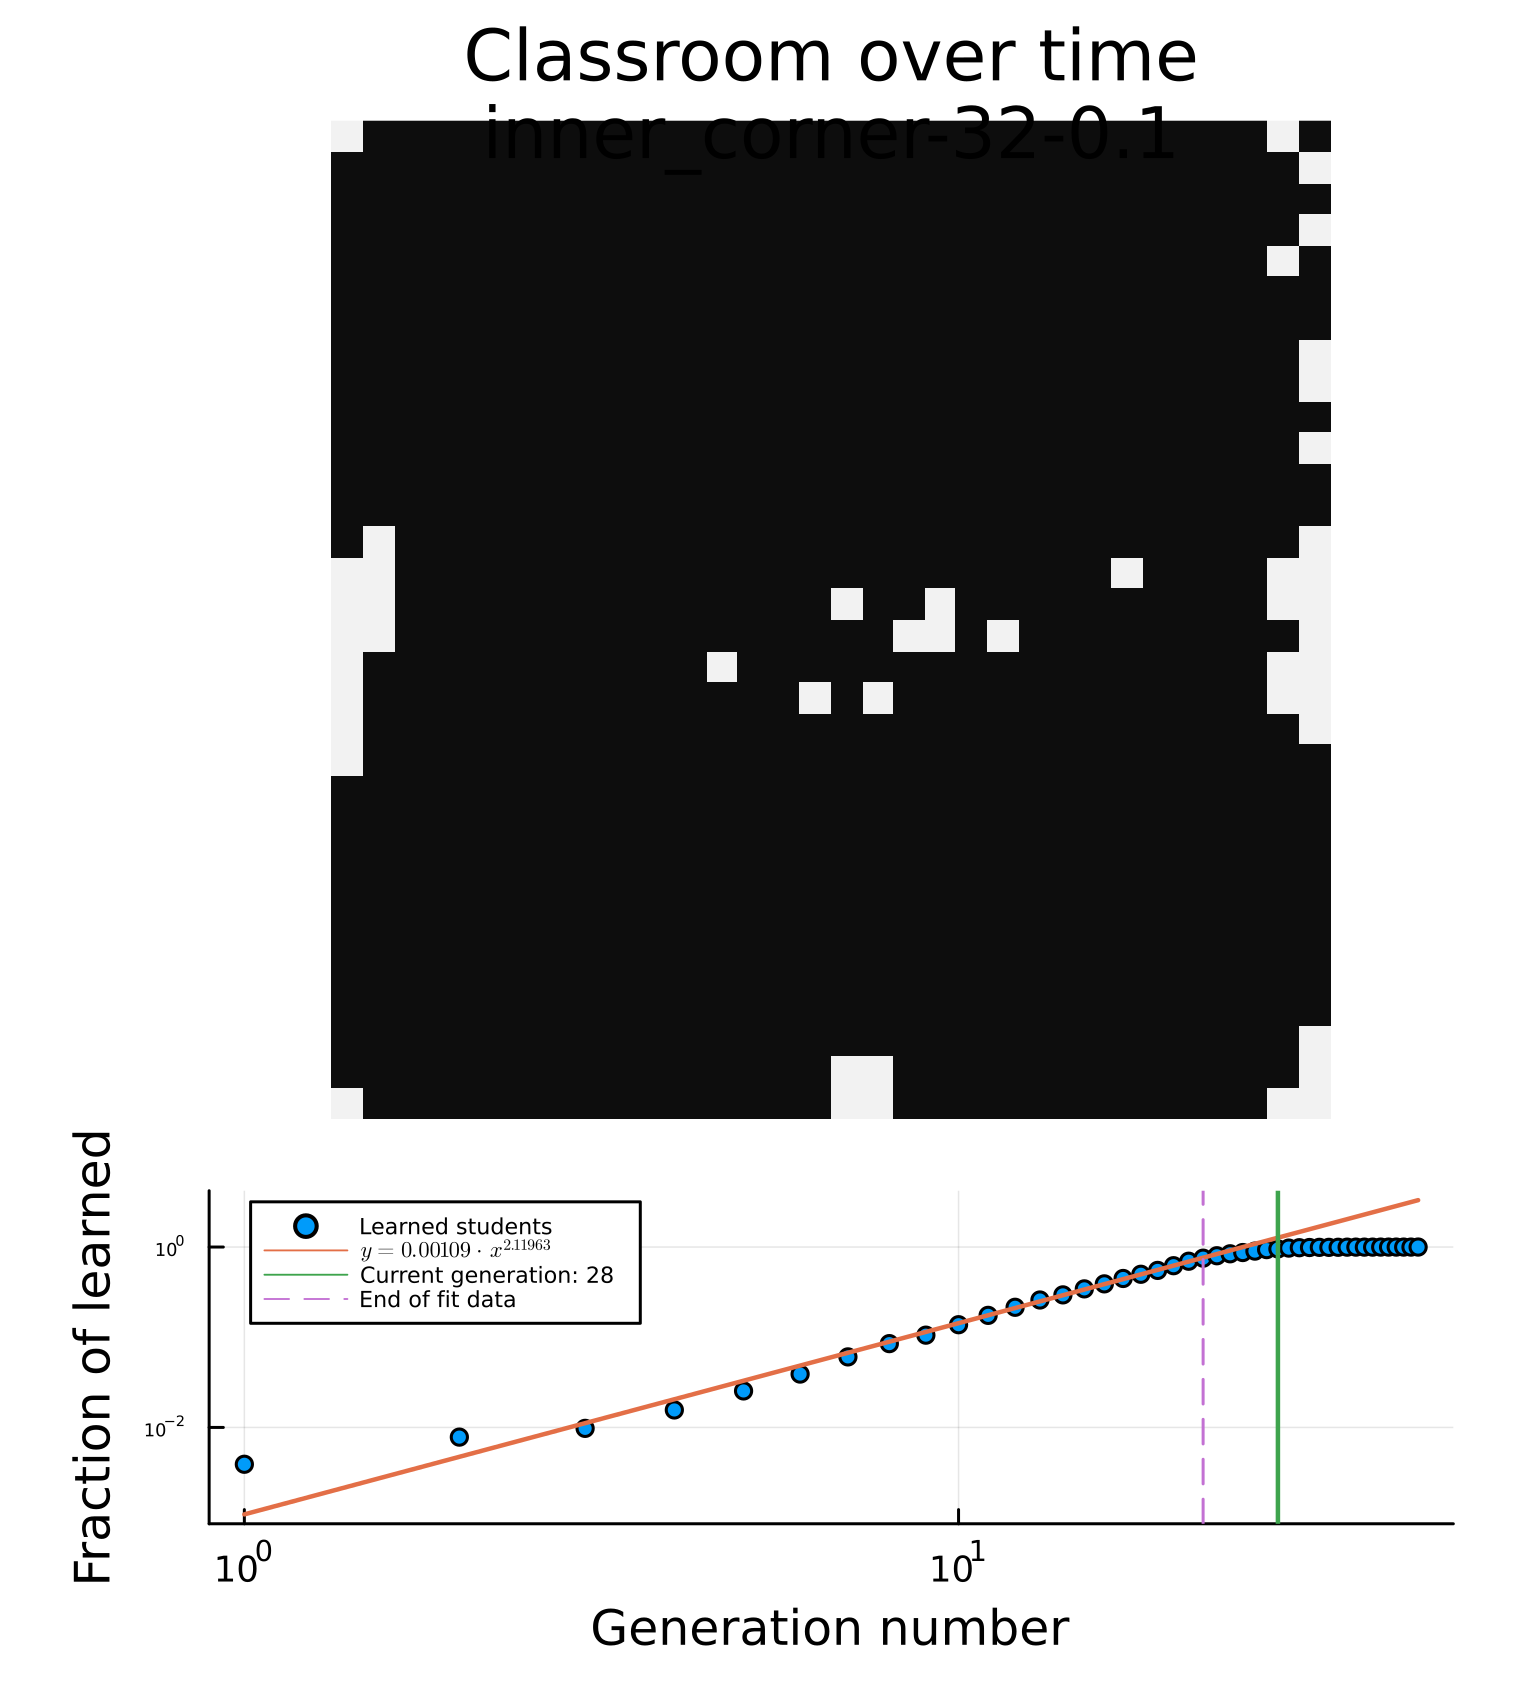 Classroom over time
inner_corner-32-0.1
Fraction of learned
10^0
10^-2
Learned students
y = 0.00109 · x^2.11963
Current generation: 28
End of fit data
10^0
10^1
Generation number